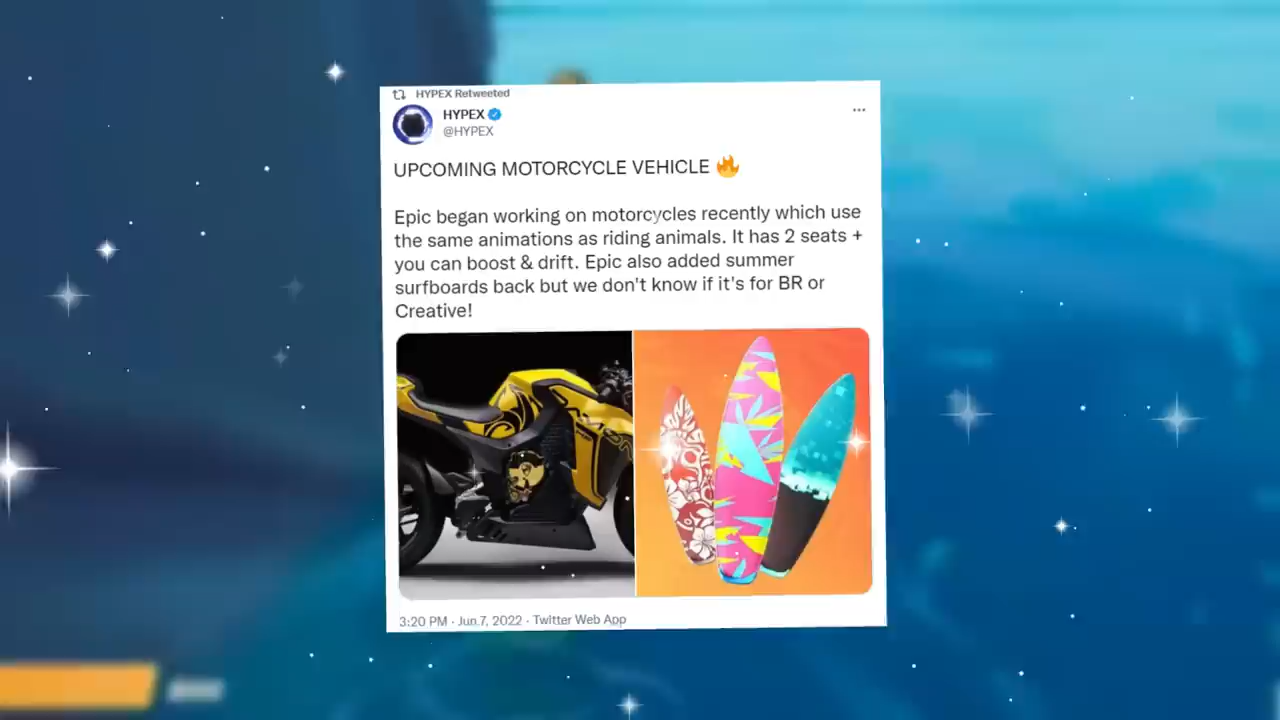 HYPEX Retweeted
HYPEX
@HYPEX
UPCOMING MOTORCYCLE VEHICLE 🔥
Epic began working on motorcycles recently which use
the same animations as riding animals. It has 2 seats +
you can boost & drift. Epic also added summer
surfboards back but we don't know if it's for BR or
Creative!
3:20 PM · Jun 7, 2022 · Twitter Web App